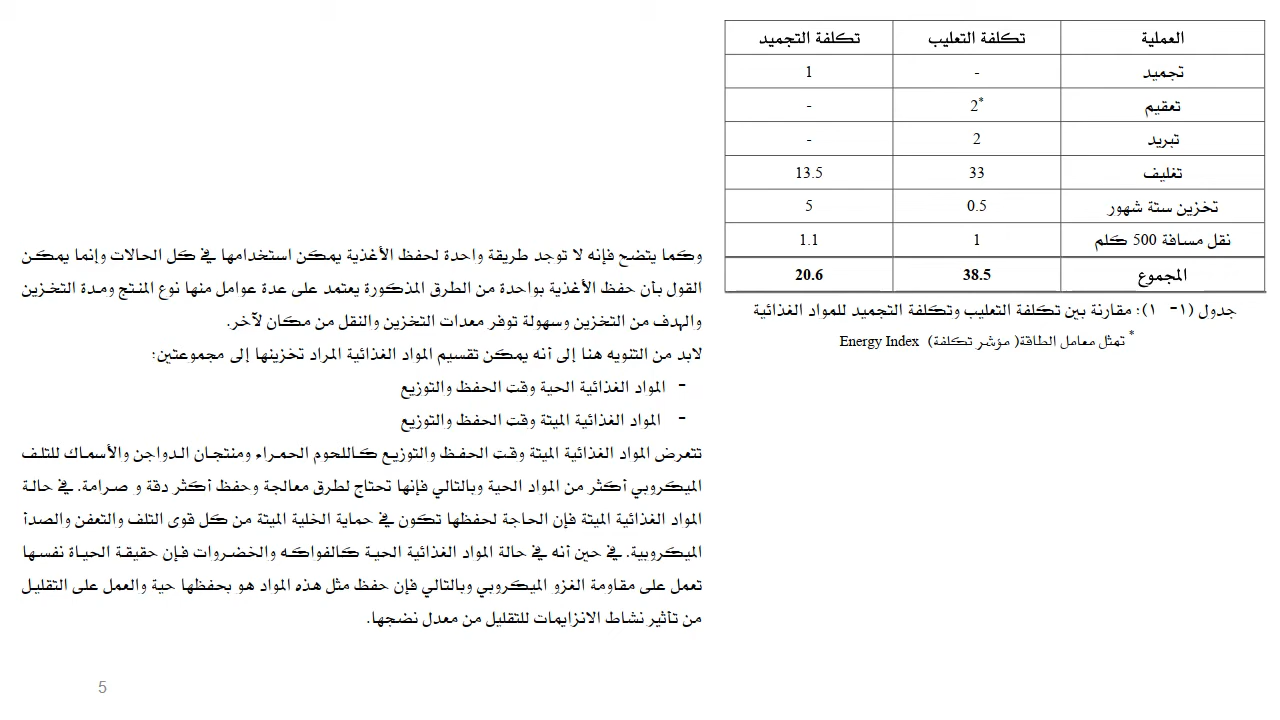 العملية	تكلفة التعليب	تكلفة التجميد
تجميد	-	1
تعقيم	2*	-
تبريد	2	-
تغليف	33	13.5
تخزين ستة شهور	0.5	5
نقل مسافة 500 كلم	1	1.1
المجموع	38.5	20.6
جدول (١- ١): مقارنة بين تكلفة التعليب وتكلفة التجميد للمواد الغذائية
* تمثل معامل الطاقة( مؤشر تكلفة) Energy Index
وكما يتضح فإنه لا توجد طريقة واحدة لحفظ الأغذية يمكن استخدامها في كل الحالات وإنما يمكن
القول بأن حفظ الأغذية بواحدة من الطرق المذكورة يعتمد على عدة عوامل منها نوع المنتج ومدة التخزين
والهدف من التخزين وسهولة توفر معدات التخزين والنقل من مكان لآخر.
لابد من التنويه هنا إلى أنه يمكن تقسيم المواد الغذائية المراد تخزينها إلى مجموعتين:
- المواد الغذائية الحية وقت الحفظ والتوزيع
- المواد الغذائية الميتة وقت الحفظ والتوزيع
تتعرض المواد الغذائية الميتة وقت الحفظ والتوزيع كاللحوم الحمراء ومنتجان الدواجن والأسماك للتلف
الميكروبي أكثر من المواد الحية وبالتالي فإنها تحتاج لطرق معالجة وحفظ أكثر دقة و صرامة. في حالة
المواد الغذائية الميتة فإن الحاجة لحفظها تكون في حماية الخلية الميتة من كل قوى التلف والتعفن والصدأ
الميكروبية. في حين أنه في حالة المواد الغذائية الحية كالفواكه والخضروات فإن حقيقة الحياة نفسها
تعمل على مقاومة الغزو الميكروبي وبالتالي فإن حفظ مثل هذه المواد هو بحفظها حية والعمل على التقليل
من تأثير نشاط الانزايمات للتقليل من معدل نضجها.
5